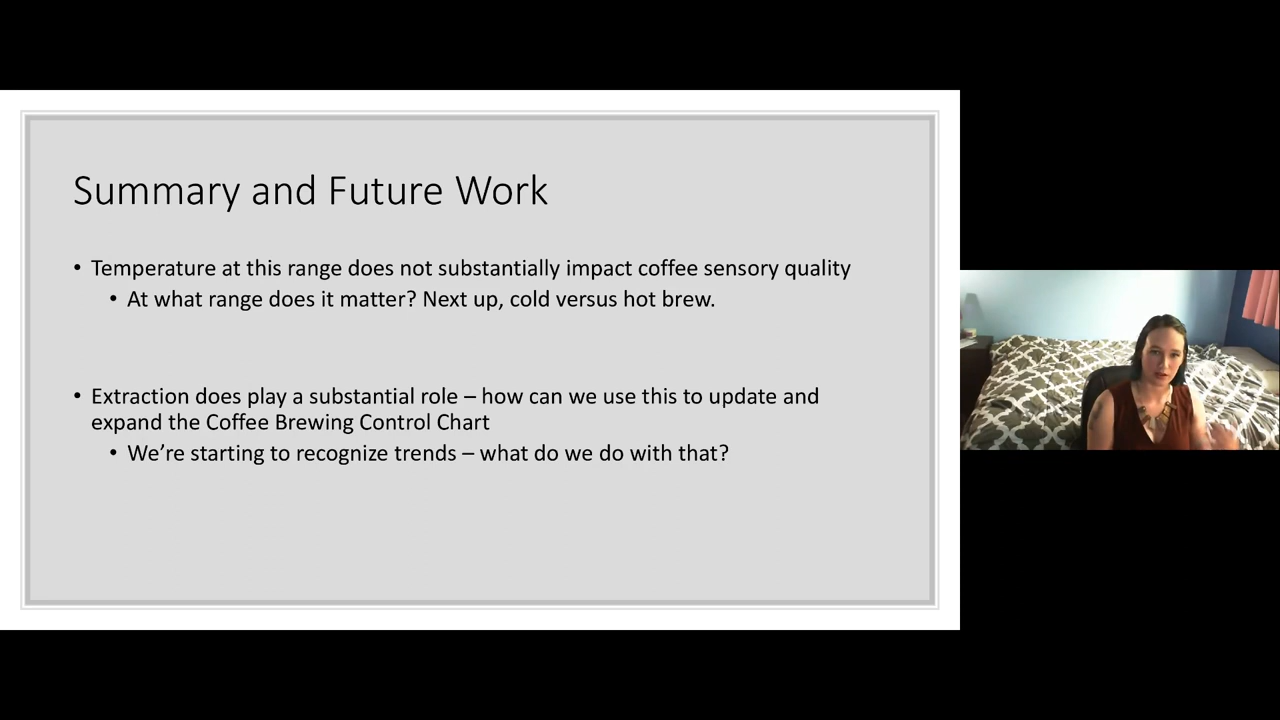 Summary and Future Work
• Temperature at this range does not substantially impact coffee sensory quality
• At what range does it matter? Next up, cold versus hot brew.
• Extraction does play a substantial role – how can we use this to update and
expand the Coffee Brewing Control Chart
• We’re starting to recognize trends – what do we do with that?